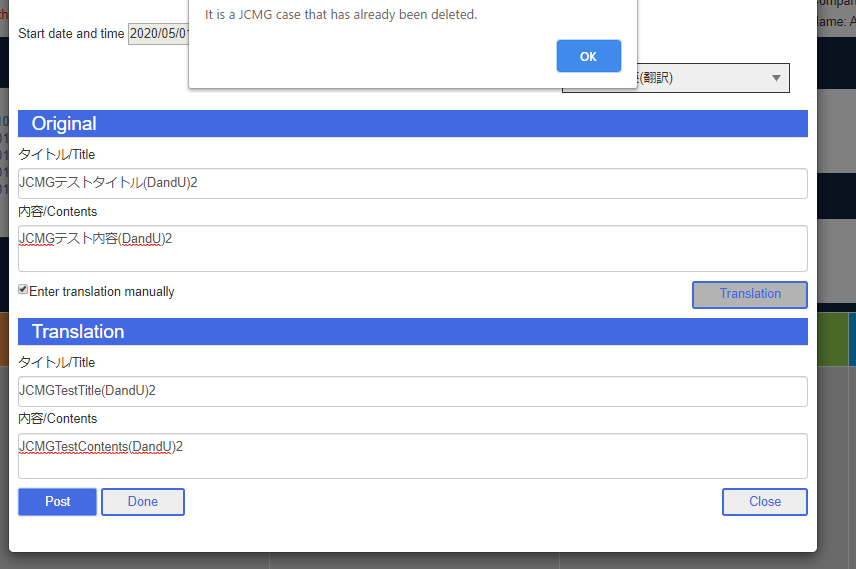 It is a JCMG case that has already been deleted.
Start date and time 2020/05/01
OK
(翻訳)
Original
タイトル/Title
JCMGテストタイトル(DandU)2
内容/Contents
JCMGテスト内容(DandU)2
Enter translation manually
Translation
Translation
タイトル/Title
JCMGTestTitle(DandU)2
内容/Contents
JCMGTestContents(DandU)2
Post
Done
Close